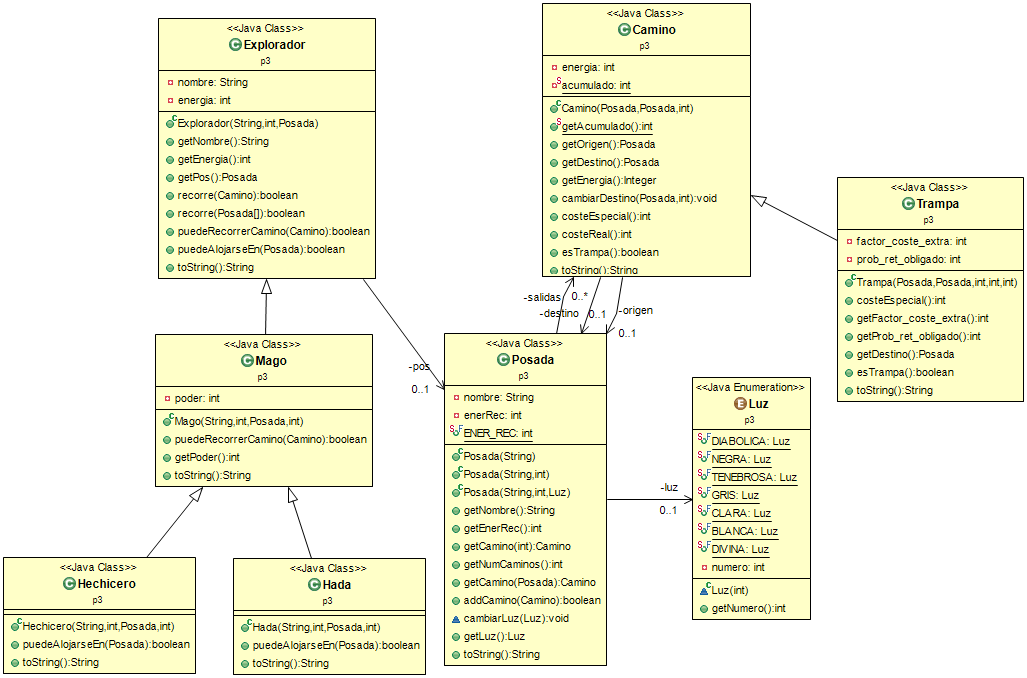 <<Java Class>>
Explorador
p3
nombre: String
energia: int
Explorador(String,int,Posada)
getNombre():String
getEnergia():int
getPos():Posada
recorre(Camino):boolean
recorre(Posada[]):boolean
puedeRecorrerCamino(Camino):boolean
puedeAlojarseEn(Posada):boolean
toString():String
<<Java Class>>
Camino
p3
energia: int
acumulado: int
Camino(Posada,Posada,int)
getAcumulado():int
getOrigen():Posada
getDestino():Posada
getEnergia():Integer
cambiarDestino(Posada,int):void
costeEspecial():int
costeReal():int
esTrampa():boolean
toString():String
<<Java Class>>
Trampa
p3
factor_coste_extra: int
prob_ret_obligado: int
Trampa(Posada,Posada,int,int,int)
costeEspecial():int
getFactor_coste_extra():int
getProb_ret_obligado():int
getDestino():Posada
esTrampa():boolean
toString():String
-salidas
0..*
-destino
0..1
-origen
0..1
<<Java Class>>
Mago
p3
poder: int
Mago(String,int,Posada,int)
puedeRecorrerCamino(Camino):boolean
getPoder():int
toString():String
-pos
0..1
<<Java Class>>
Posada
p3
nombre: String
enerRec: int
ENER_REC: int
Posada(String)
Posada(String,int)
Posada(String,int,Luz)
getNombre():String
getEnerRec():int
getCamino(int):Camino
getNumCaminos():int
getCamino(Posada):Camino
addCamino(Camino):boolean
cambiarLuz(Luz):void
getLuz():Luz
toString():String
-luz
0..1
<<Java Enumeration>>
Luz
p3
DIABOLICA: Luz
NEGRA: Luz
TENEBROSA: Luz
GRIS: Luz
CLARA: Luz
BLANCA: Luz
DIVINA: Luz
numero: int
Luz(int)
getNumero():int
<<Java Class>>
Hechicero
p3
Hechicero(String,int,Posada,int)
puedeAlojarseEn(Posada):boolean
toString():String
<<Java Class>>
Hada
p3
Hada(String,int,Posada,int)
puedeAlojarseEn(Posada):boolean
toString():String